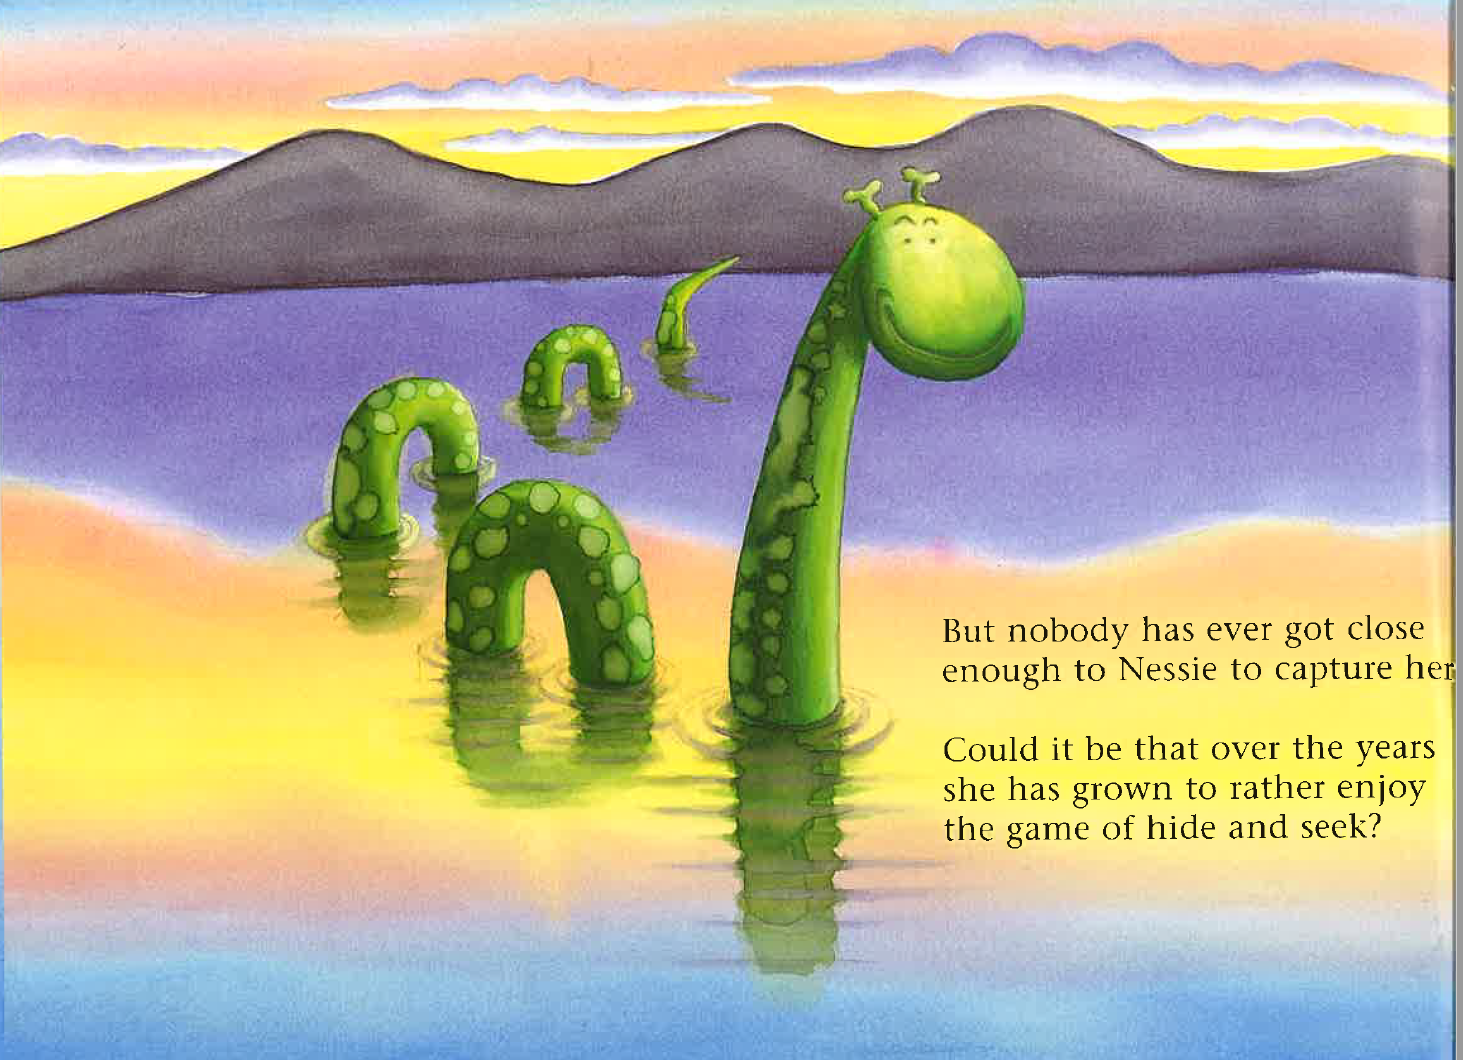 But nobody has ever got close
enough to Nessie to capture her
Could it be that over the years
she has grown to rather enjoy
the game of hide and seek?